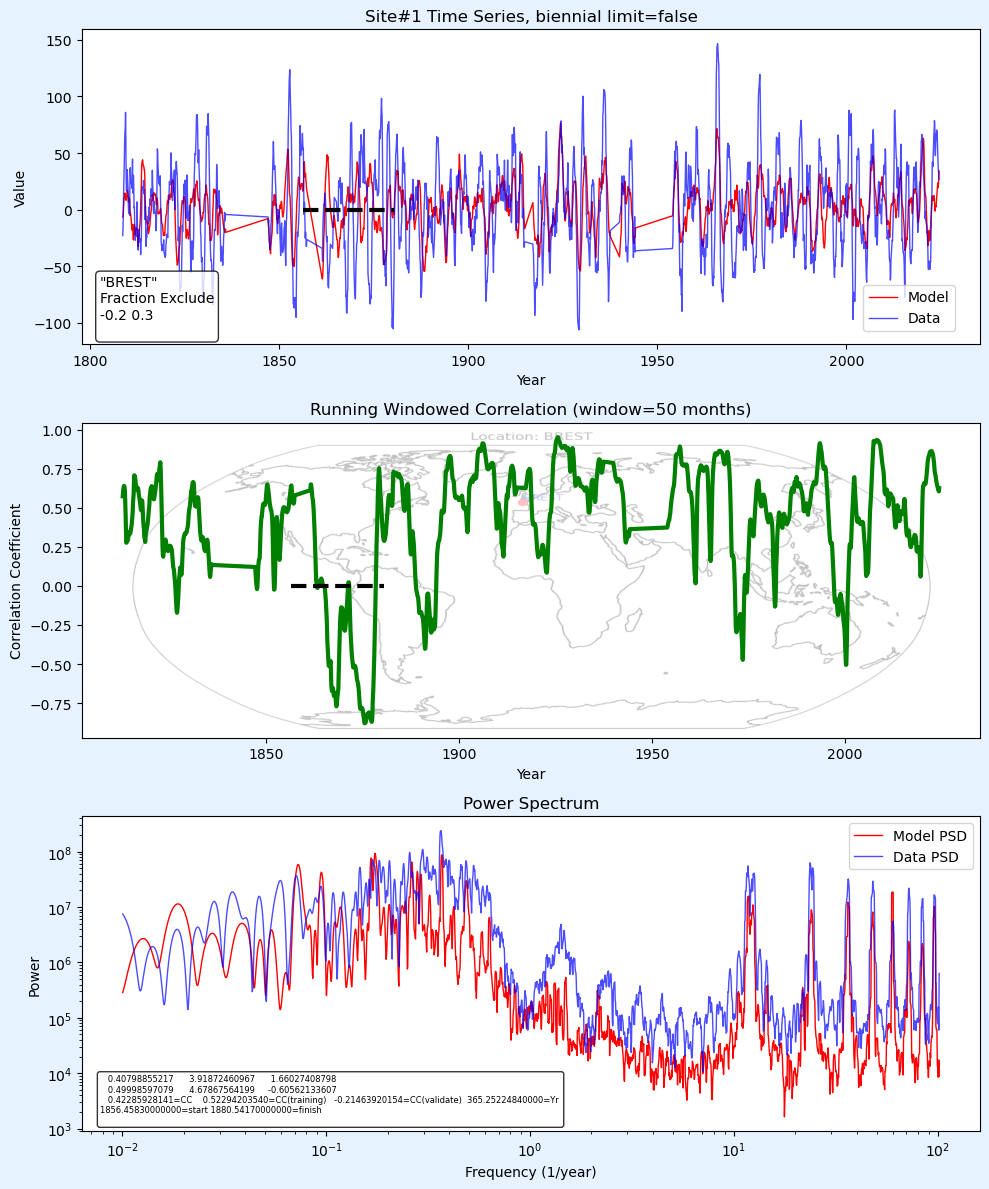 Site#1 Time Series, biennial limit=false
150
100
50
0
−50
−100
Value
"BREST"
Fraction Exclude
-0.2 0.3
Model
Data
1800
1850
1900
1950
2000
Year
Running Windowed Correlation (window=50 months)
Location: BREST
1.00
0.75
0.50
0.25
0.00
−0.25
−0.50
−0.75
Correlation Coefficient
1850
1900
1950
2000
Year
Power Spectrum
10⁸
10⁷
10⁶
10⁵
10⁴
10³
Power
Model PSD
Data PSD
0.40798855217 3.91872460967 1.66027408798
0.49998597079 4.67867564199 -0.60562133607
0.42285928141=CC 0.52294203540=CC(training) -0.21463920154=CC(validate) 365.25224840000=Yr
1856.45830000000=start 1880.54170000000=finish
10⁻²
10⁻¹
10⁰
10¹
10²
Frequency (1/year)